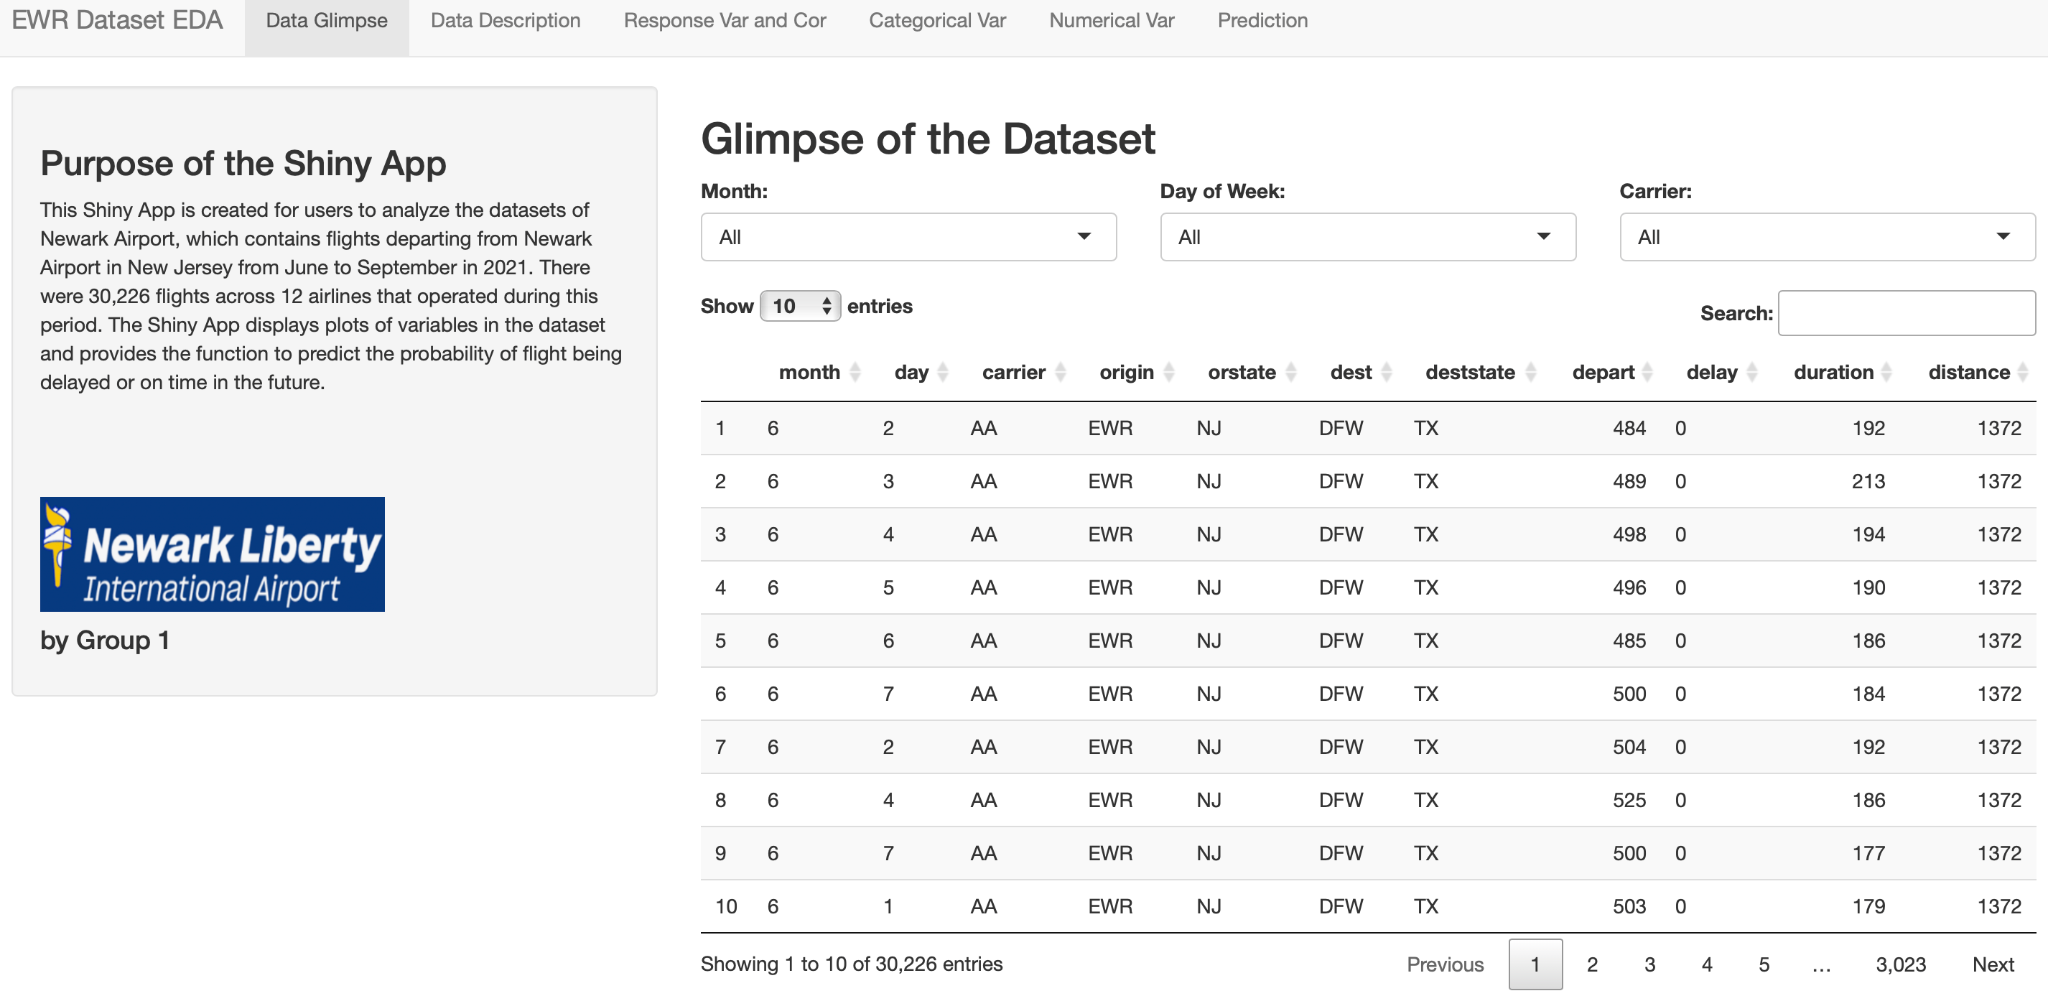 EWR Dataset EDA Data Glimpse Data Description Response Var and Cor Categorical Var Numerical Var Prediction
Purpose of the Shiny App
This Shiny App is created for users to analyze the datasets of
Newark Airport, which contains flights departing from Newark
Airport in New Jersey from June to September in 2021. There
were 30,226 flights across 12 airlines that operated during this
period. The Shiny App displays plots of variables in the dataset
and provides the function to predict the probability of flight being
delayed or on time in the future.
Newark Liberty
International Airport
by Group 1
Glimpse of the Dataset
Month: Day of Week: Carrier:
All All All
Show 10 entries Search:
month day carrier origin orstate dest deststate depart delay duration distance
1 6 2 AA EWR NJ DFW TX 484 0 192 1372
2 6 3 AA EWR NJ DFW TX 489 0 213 1372
3 6 4 AA EWR NJ DFW TX 498 0 194 1372
4 6 5 AA EWR NJ DFW TX 496 0 190 1372
5 6 6 AA EWR NJ DFW TX 485 0 186 1372
6 6 7 AA EWR NJ DFW TX 500 0 184 1372
7 6 2 AA EWR NJ DFW TX 504 0 192 1372
8 6 4 AA EWR NJ DFW TX 525 0 186 1372
9 6 7 AA EWR NJ DFW TX 500 0 177 1372
10 6 1 AA EWR NJ DFW TX 503 0 179 1372
Showing 1 to 10 of 30,226 entries Previous 1 2 3 4 5 … 3,023 Next